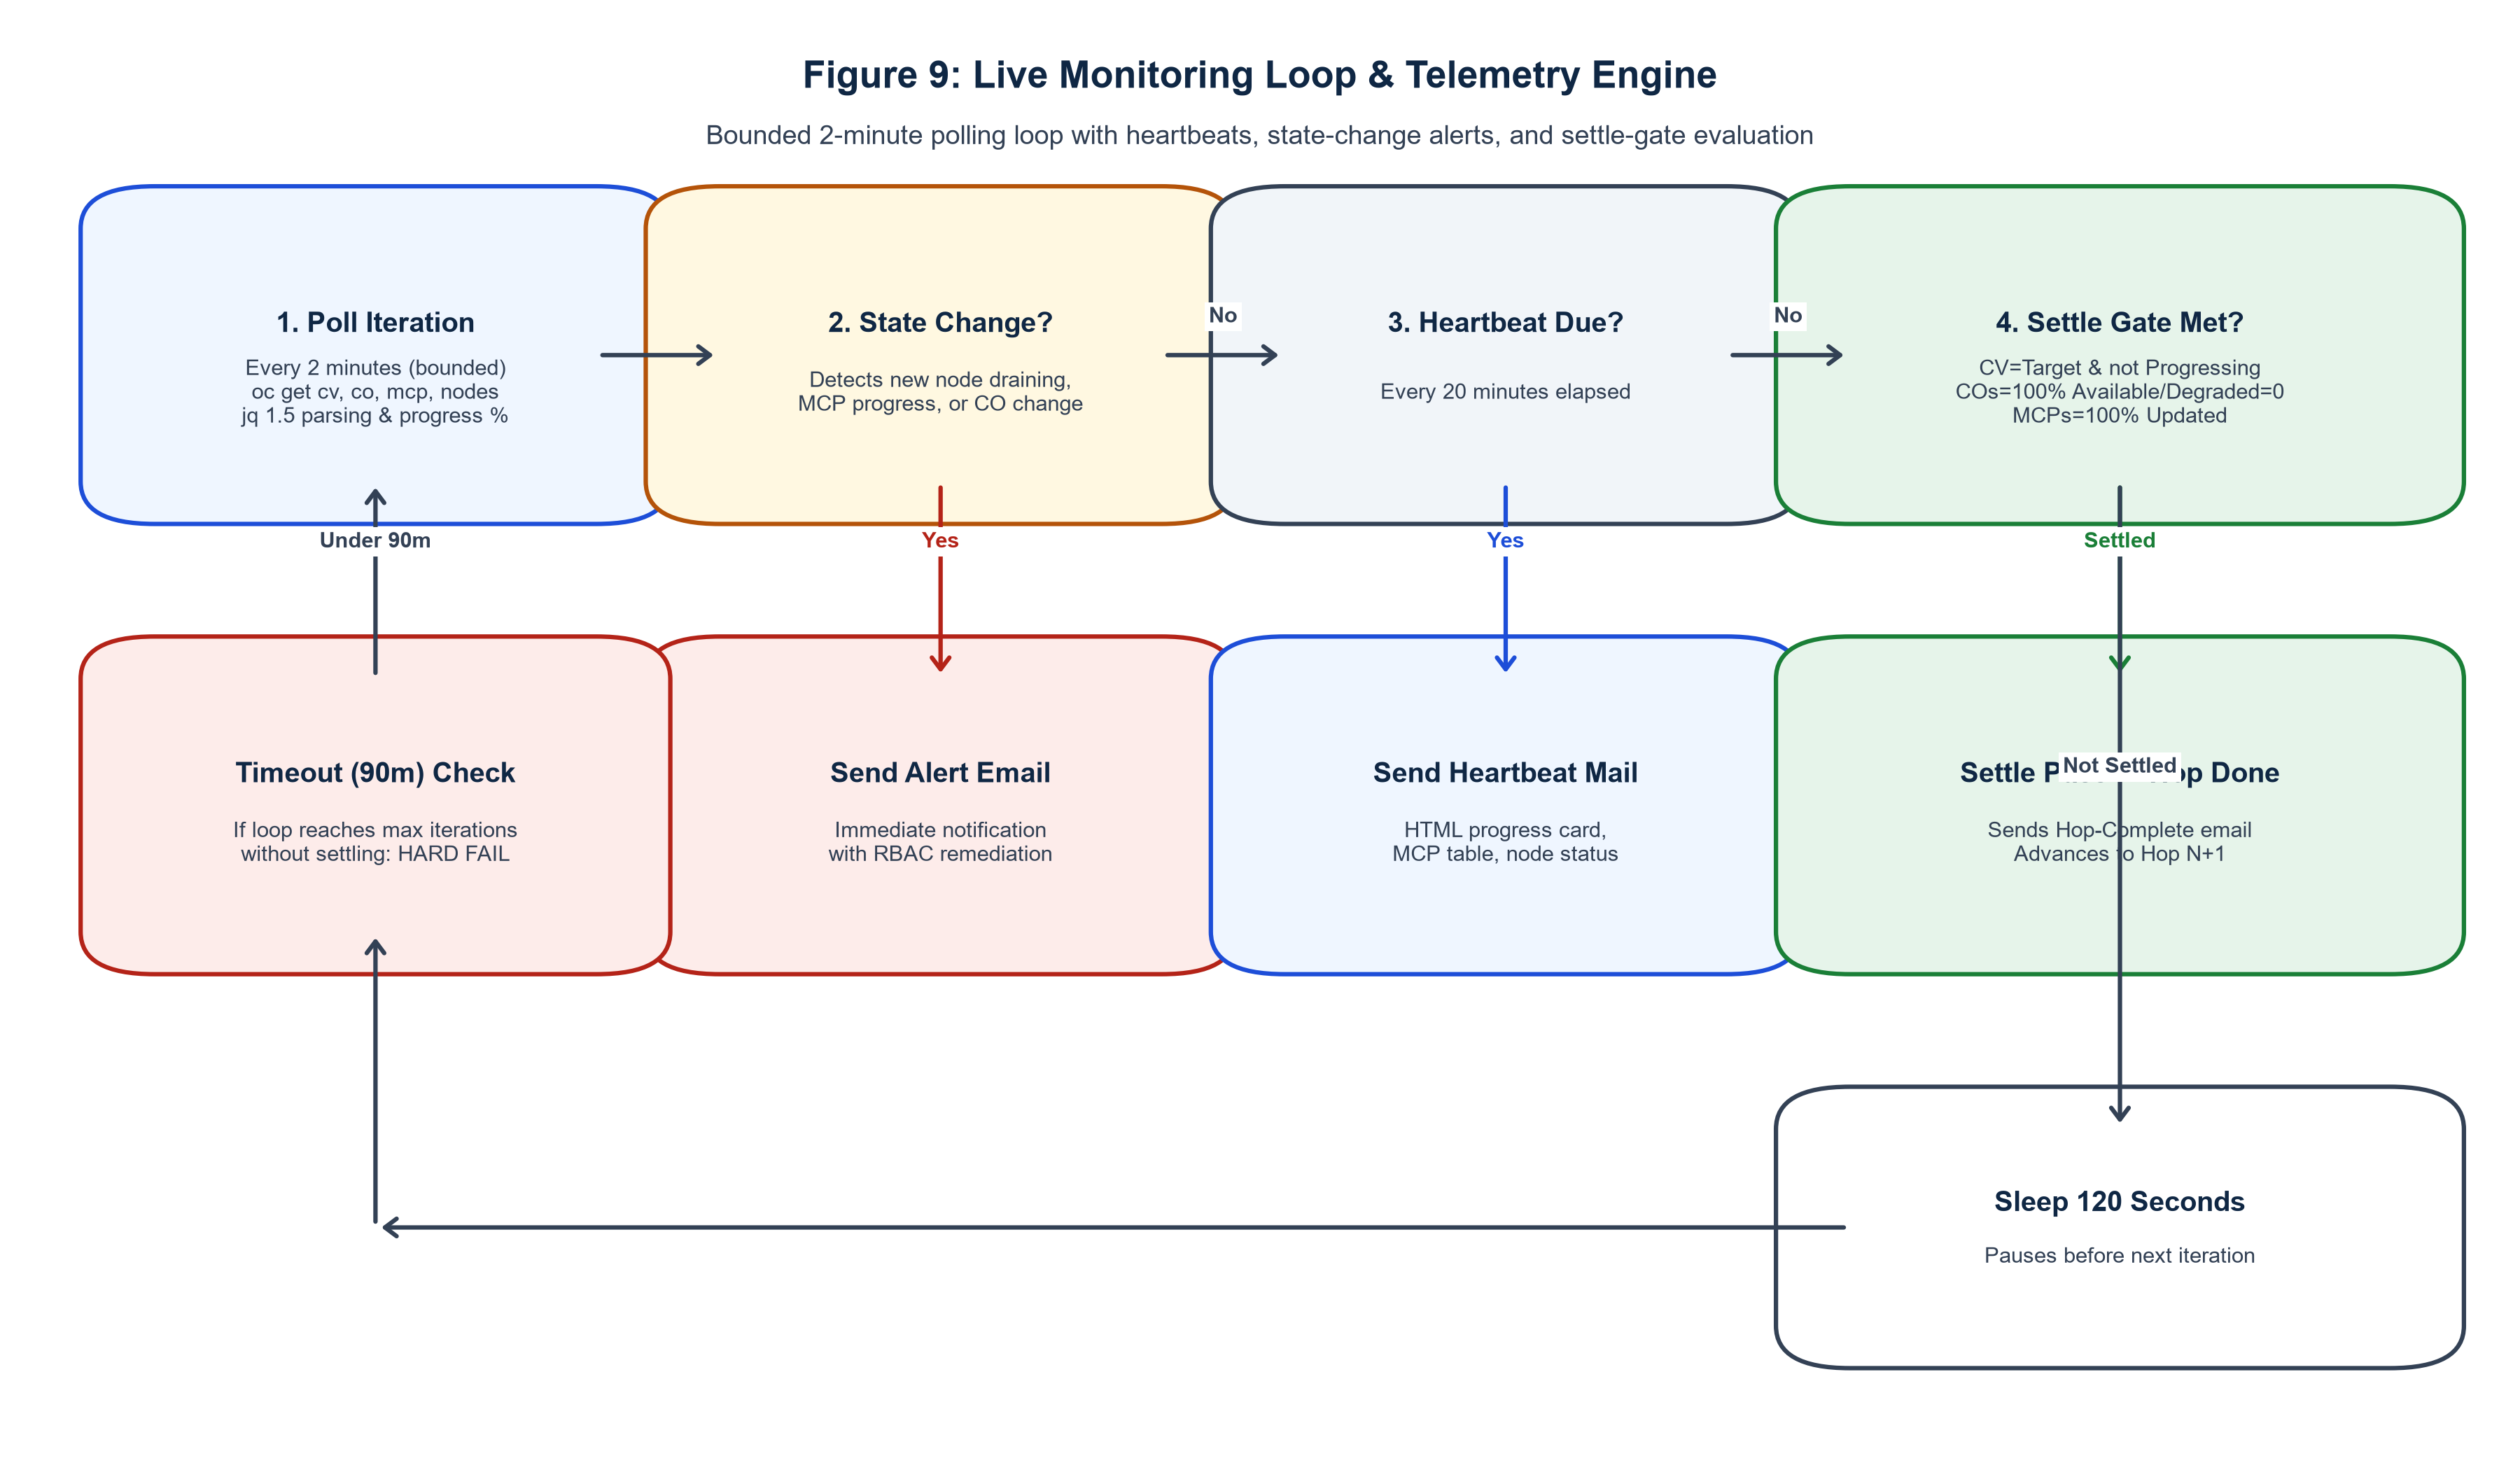 Figure 9: Live Monitoring Loop & Telemetry Engine
Bounded 2-minute polling loop with heartbeats, state-change alerts, and settle-gate evaluation
1. Poll Iteration
Every 2 minutes (bounded)
oc get cv, co, mcp, nodes
jq 1.5 parsing & progress %
2. State Change?
Detects new node draining,
MCP progress, or CO change
No
3. Heartbeat Due?
Every 20 minutes elapsed
No
4. Settle Gate Met?
CV=Target & not Progressing
COs=100% Available/Degraded=0
MCPs=100% Updated
Under 90m
Yes
Yes
Settled
Timeout (90m) Check
If loop reaches max iterations
without settling: HARD FAIL
Send Alert Email
Immediate notification
with RBAC remediation
Send Heartbeat Mail
HTML progress card,
MCP table, node status
Settle Done
Not Settled
Sends Hop-Complete email
Advances to Hop N+1
Sleep 120 Seconds
Pauses before next iteration